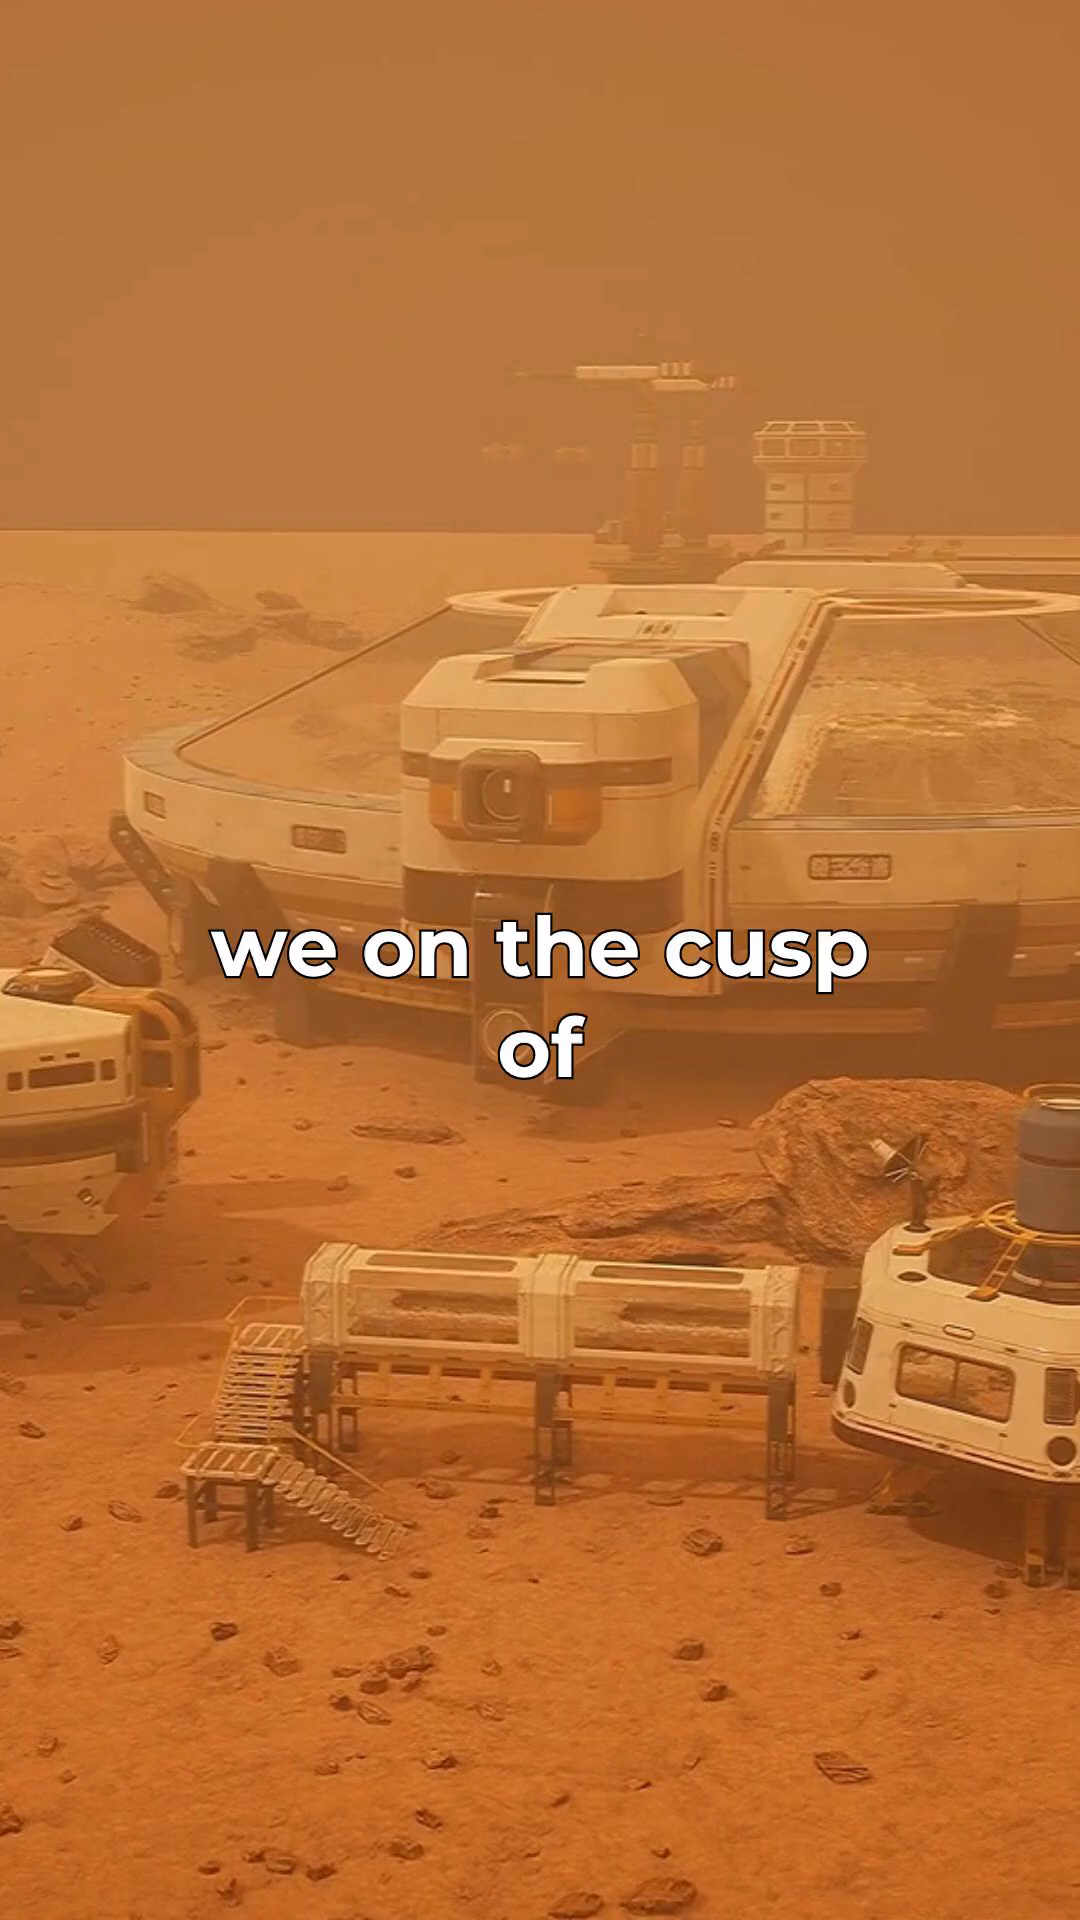 we on the cusp
of